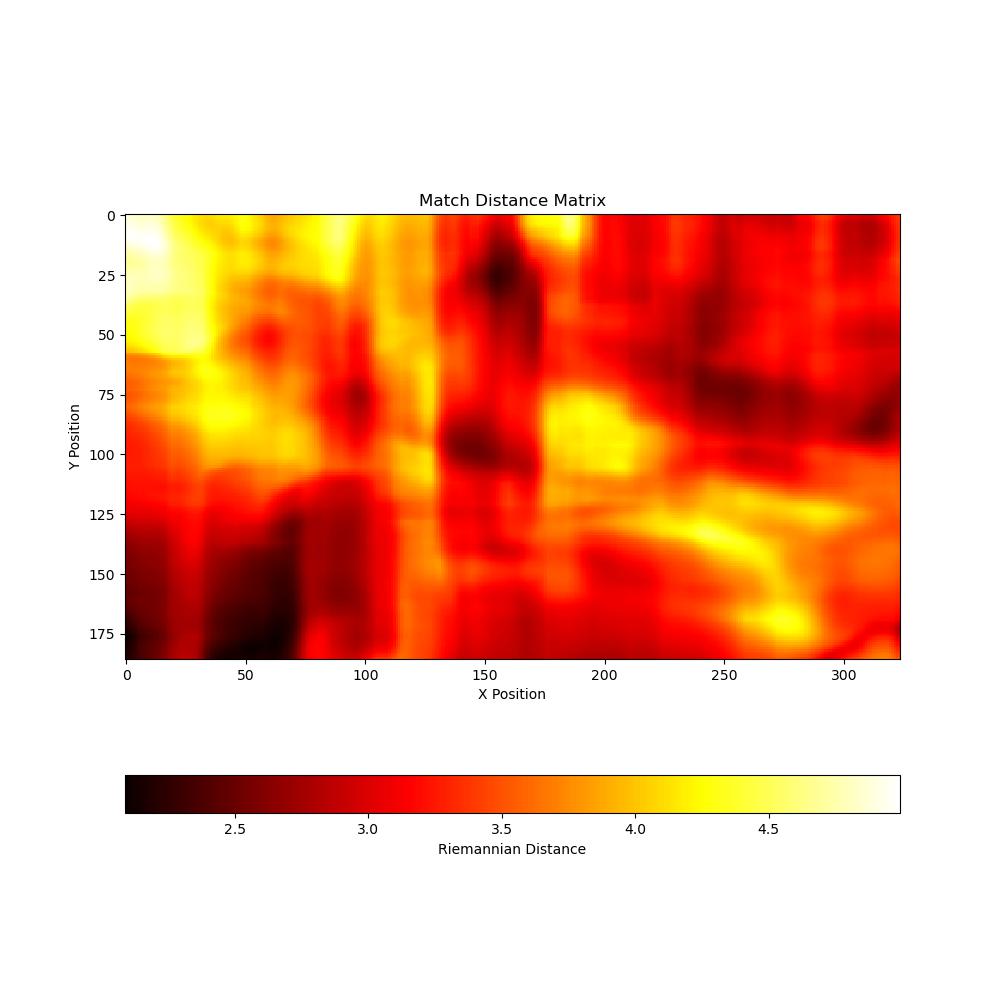 Match Distance Matrix
0
25
50
75
100
125
150
175
Y Position
0 50 100 150 200 250 300
X Position
2.5 3.0 3.5 4.0 4.5
Riemannian Distance